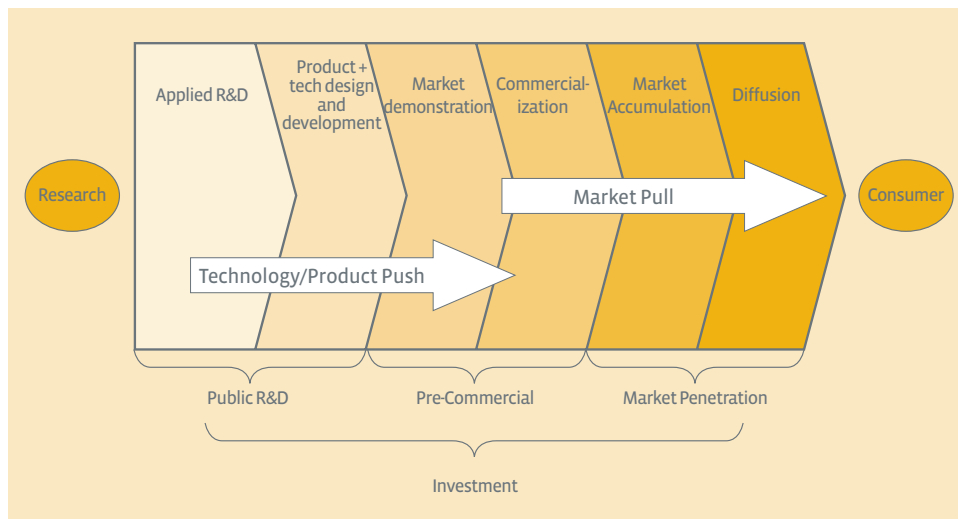 Applied R&D
Product +
tech design
and
development
Market
demonstration
Commercial-
ization
Market
Accumulation
Diffusion
Research
Market Pull
Consumer
Technology/Product Push
Public R&D
Pre-Commercial
Market Penetration
Investment